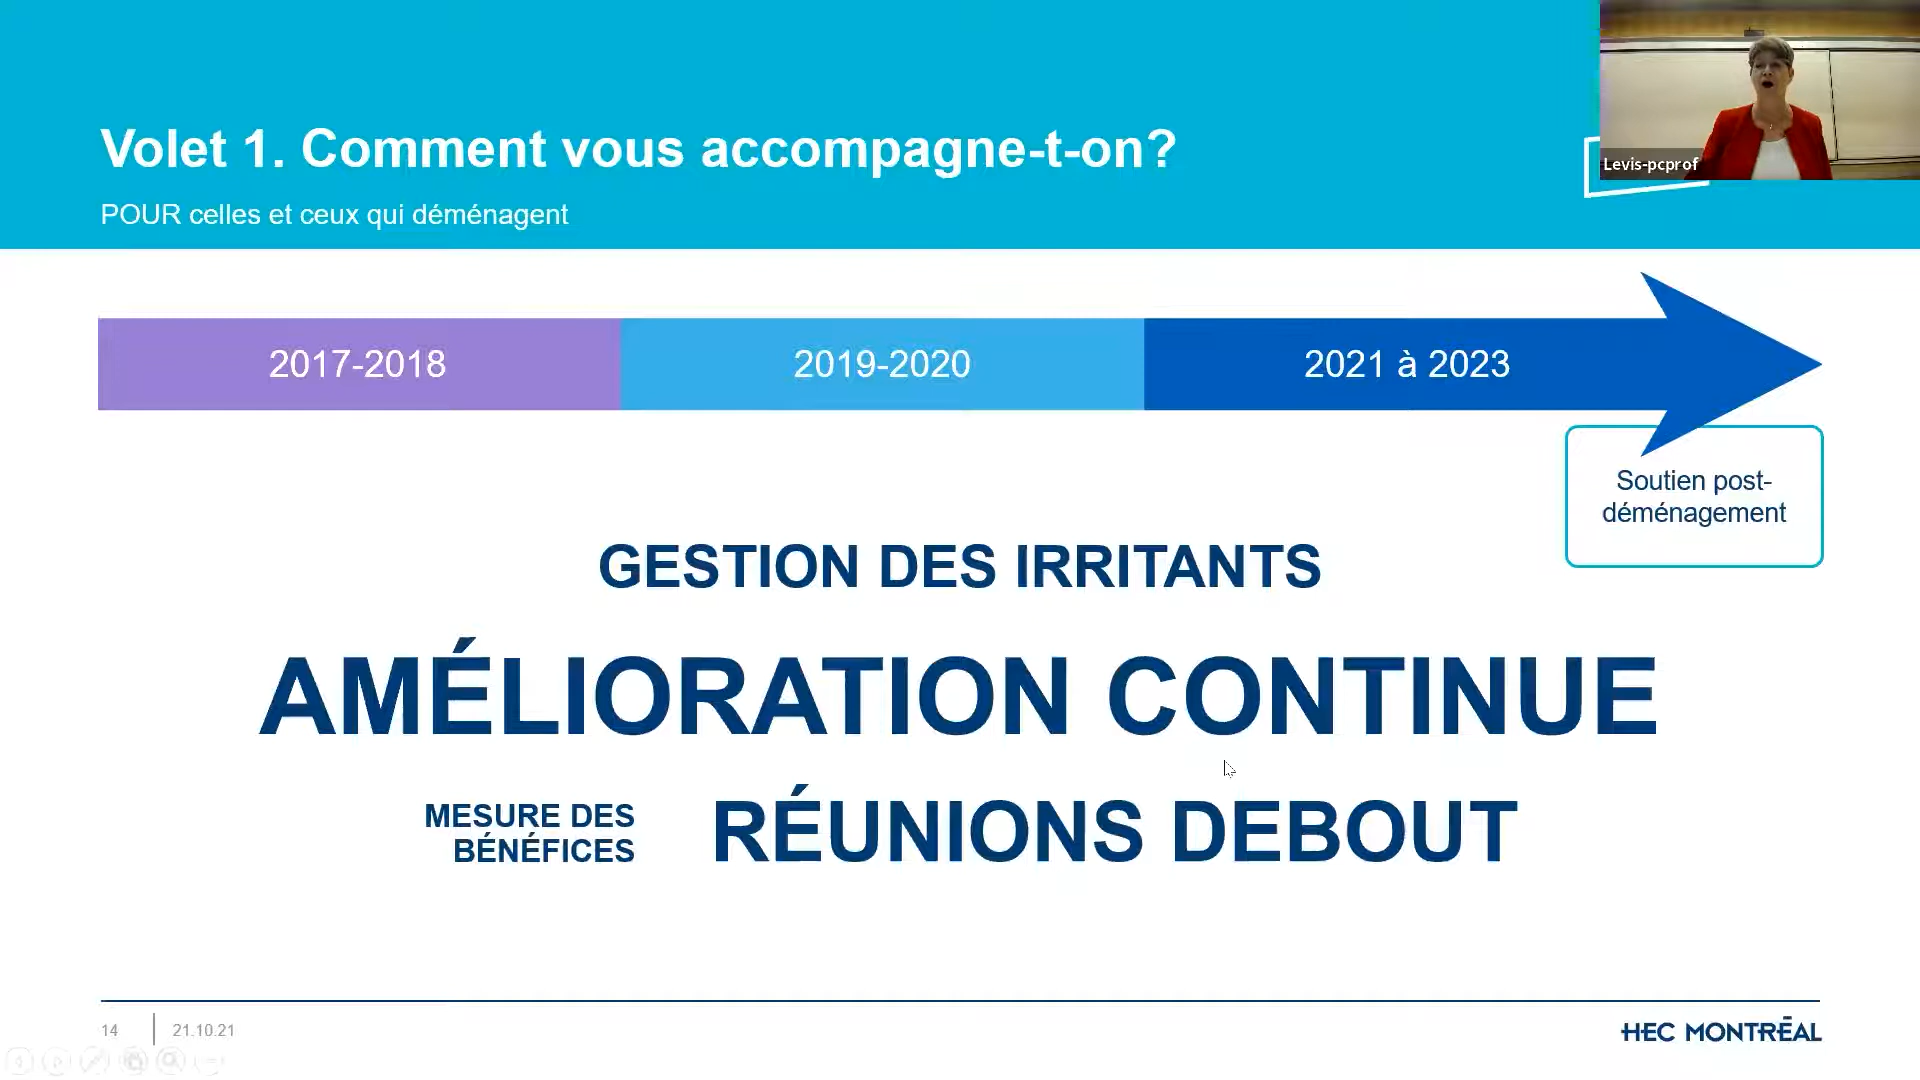 Volet 1. Comment vous accompagne-t-on?
POUR celles et ceux qui déménagent
Levis-pcprof
2017-2018
2019-2020
2021 à 2023
Soutien post-
déménagement
GESTION DES IRRITANTS
AMÉLIORATION CONTINUE
MESURE DES
BÉNÉFICES
RÉUNIONS DEBOUT
14
21.10.21
HEC MONTRÉAL